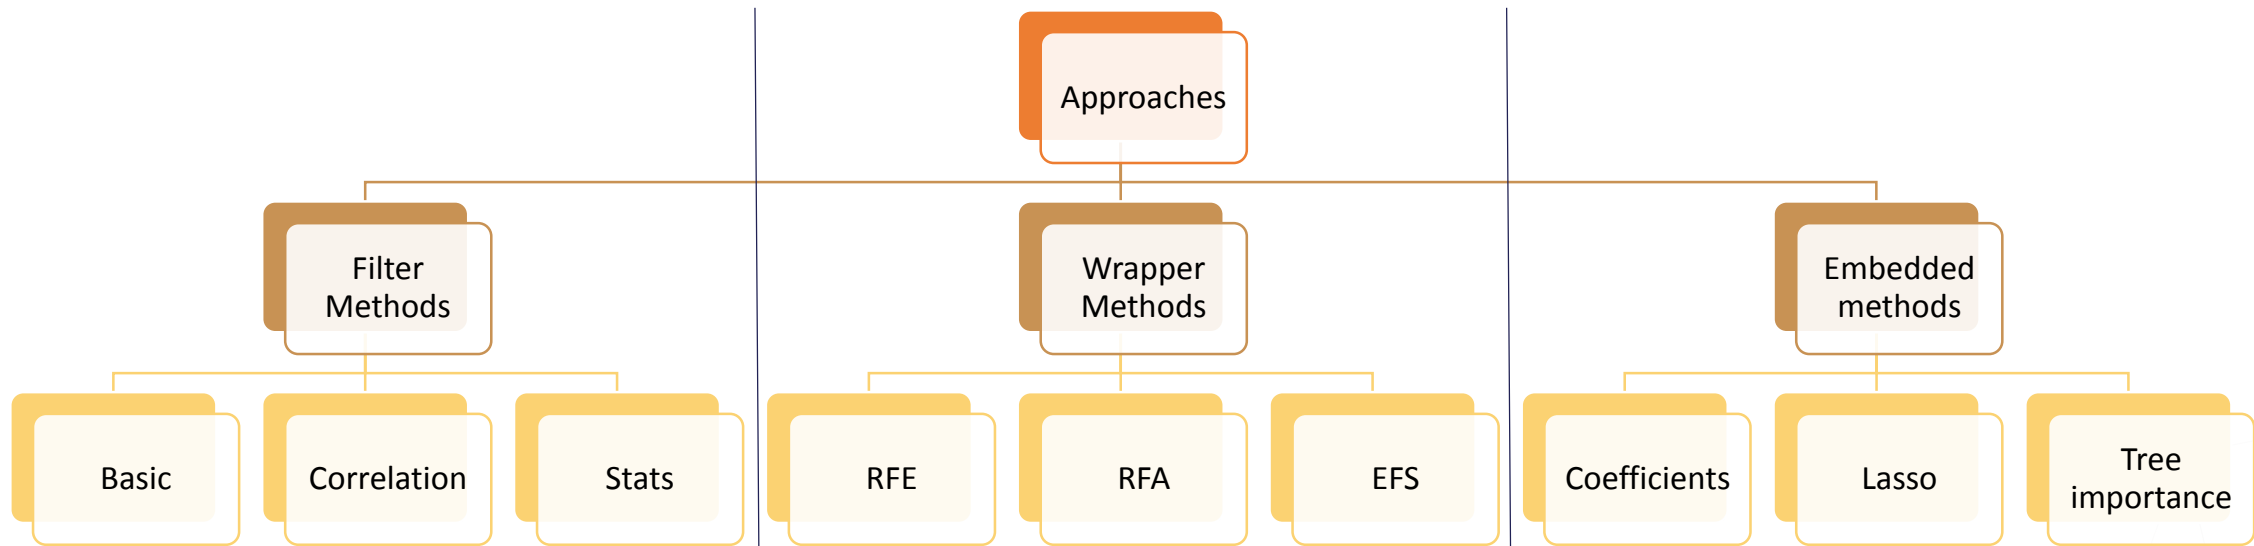 Approaches
Filter
Methods
Wrapper
Methods
Embedded
methods
Basic
Correlation
Stats
RFE
RFA
EFS
Coefficients
Lasso
Tree
importance